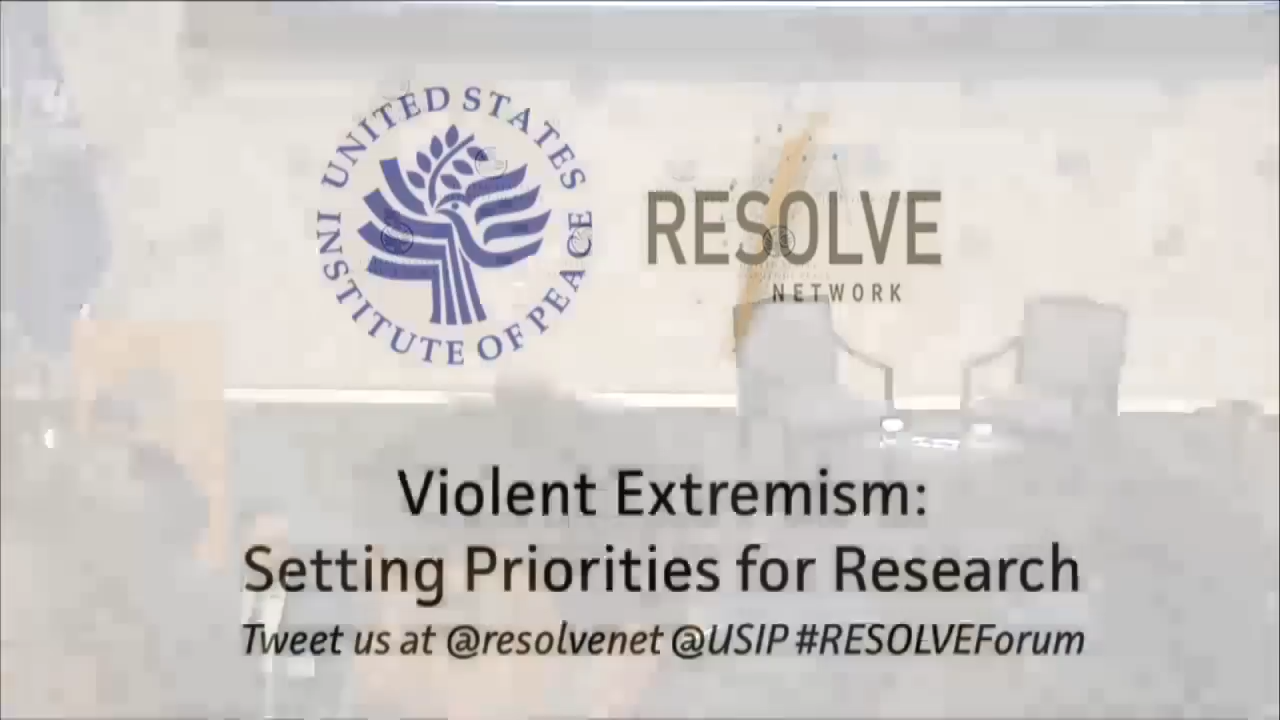 UNITED STATES
INSTITUTE OF PEACE
RESOLVE
NETWORK
Violent Extremism:
Setting Priorities for Research
Tweet us at @resolvenet @USIP #RESOLVEForum